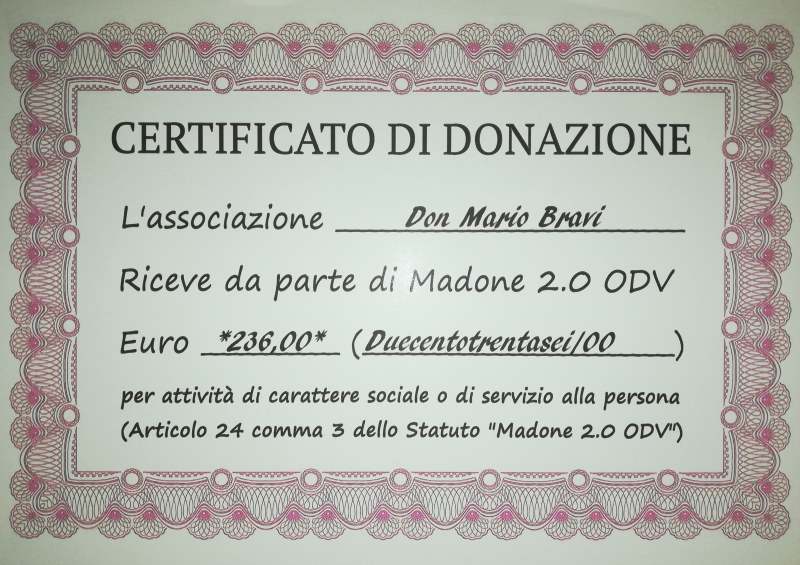 CERTIFICATO DI DONAZIONE
L'associazione Don Mario Bravi
Riceve da parte di Madone 2.0 ODV
Euro *236,00* (Duecentotrentasei/00)
per attività di carattere sociale o di servizio alla persona
(Articolo 24 comma 3 dello Statuto "Madone 2.0 ODV")